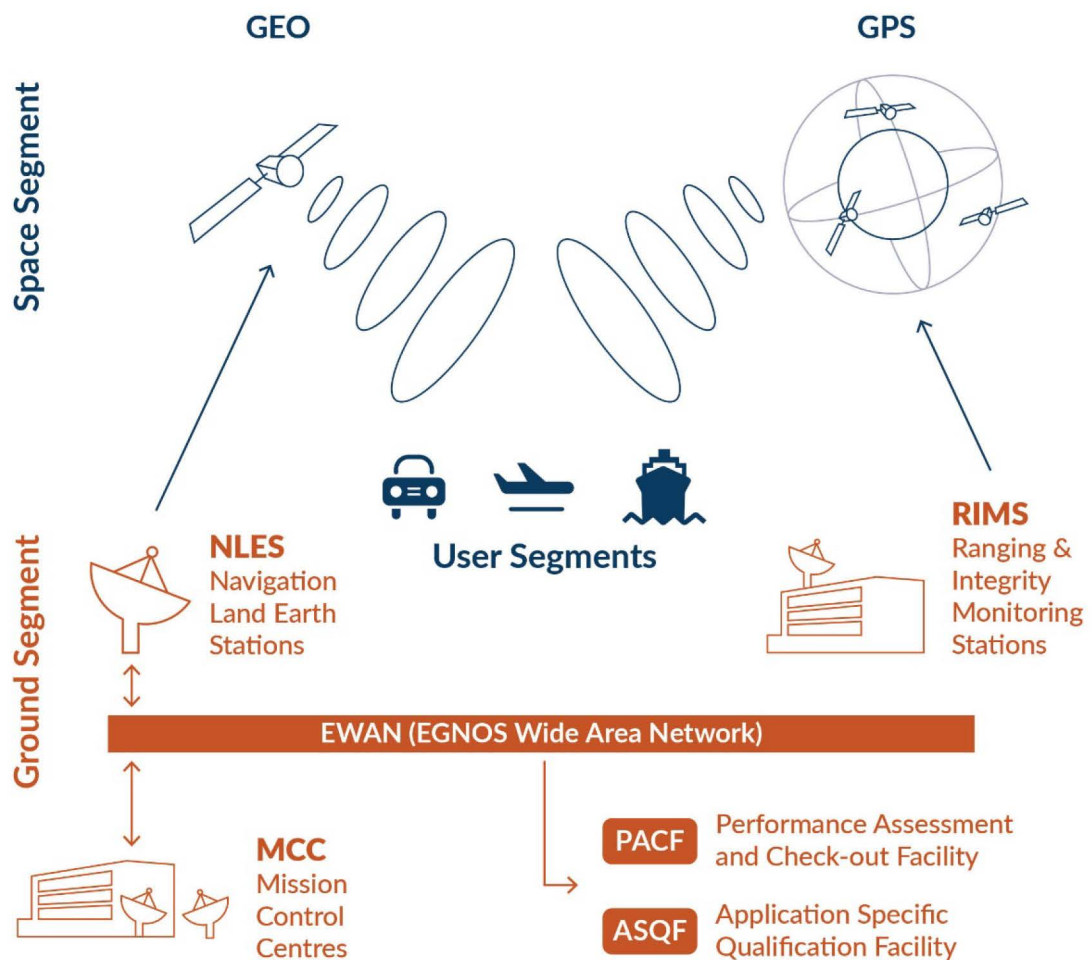 GEO
GPS
Space Segment
NLES
Navigation
Land Earth
Stations
User Segments
RIMS
Ranging &
Integrity
Monitoring
Stations
Ground Segment
EWAN (EGNOS Wide Area Network)
MCC
Mission
Control
Centres
PACF
Performance Assessment
and Check-out Facility
ASQF
Application Specific
Qualification Facility